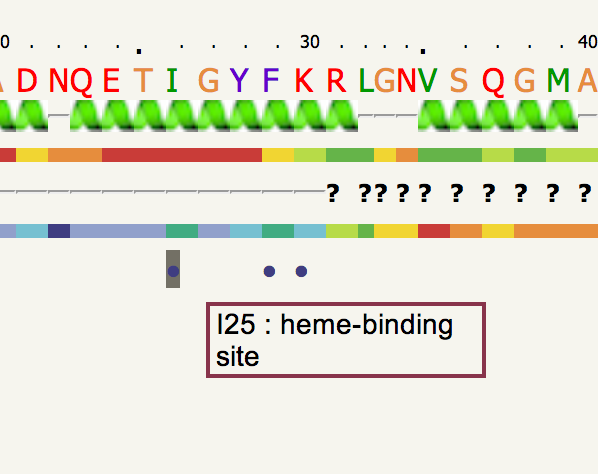 0 . . . . . . . . . 30 . . . . . . . . . 40
A D N Q E T I G Y F K R L G N V S Q G M A
? ? ? ? ? ? ? ? ? ?
I25 : heme-binding
site